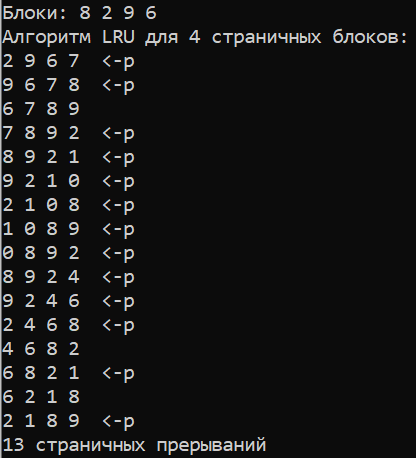 Блоки: 8 2 9 6
Алгоритм LRU для 4 страничных блоков:
2 9 6 7  <-p
9 6 7 8  <-p
6 7 8 9
7 8 9 2  <-p
8 9 2 1  <-p
9 2 1 0  <-p
2 1 0 8  <-p
1 0 8 9  <-p
0 8 9 2  <-p
8 9 2 4  <-p
9 2 4 6  <-p
2 4 6 8  <-p
4 6 8 2
6 8 2 1  <-p
6 2 1 8
2 1 8 9  <-p
13 страничных прерываний